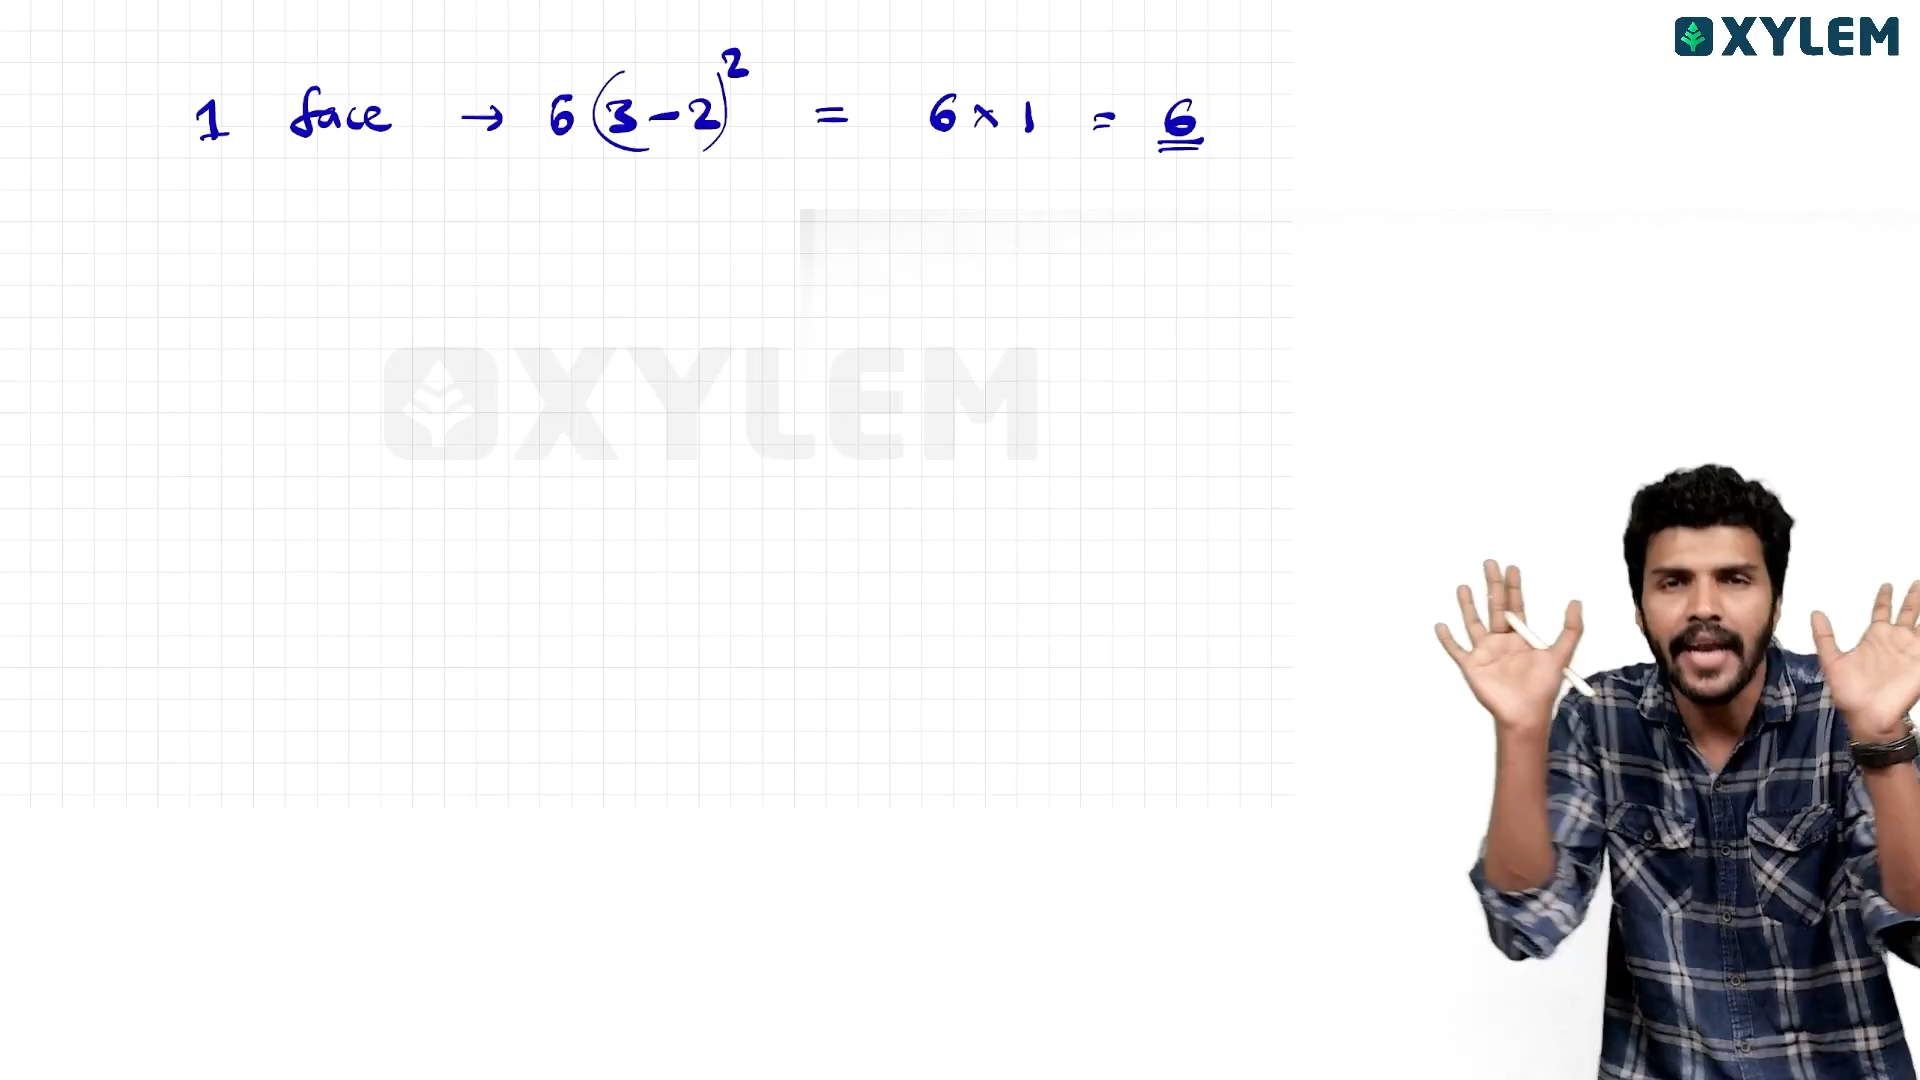 XYLEM
1 face → 6(3-2)² = 6 × 1 = 6
XYLEM